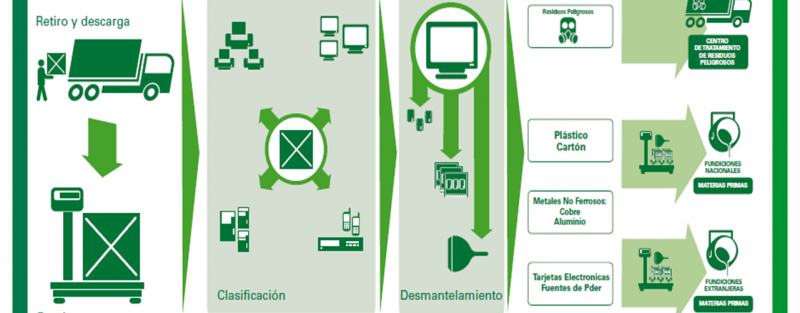 Retiro y descarga
Clasificación
Desmantelamiento
Residuos Peligrosos
CENTRO
DE TRATAMIENTO
DE RESIDUOS
PELIGROSOS
Plástico
Cartón
FUNDICIONES
NACIONALES
MATERIAS PRIMAS
Metales No Ferrosos:
Cobre
Aluminio
Tarjetas Electronicas
Fuentes de Pder
FUNDICIONES
EXTRANJERAS
MATERIAS PRIMAS